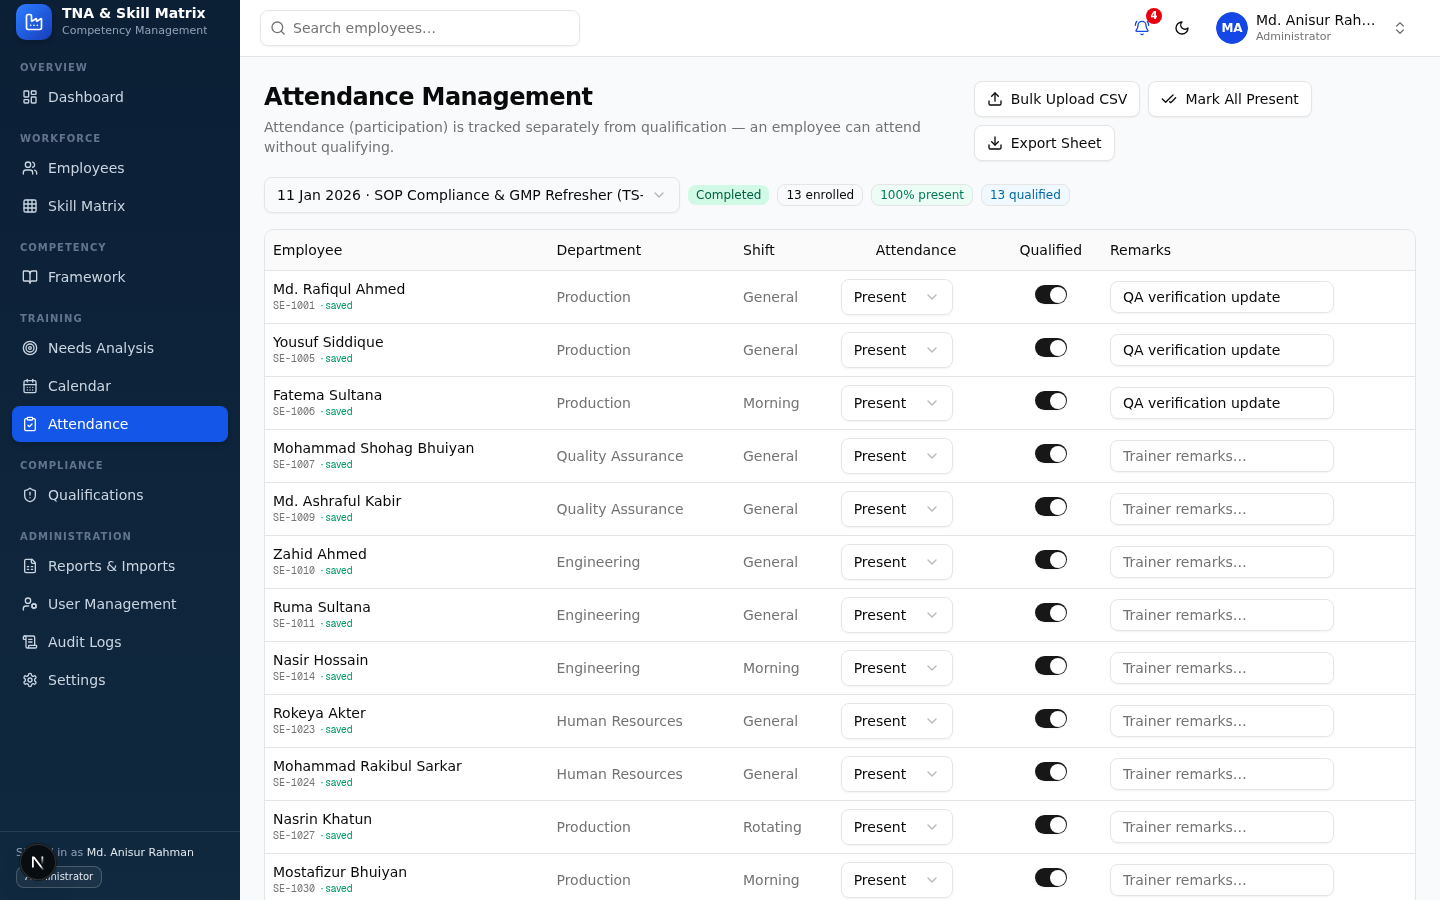 TNA & Skill Matrix
Competency Management
OVERVIEW
Dashboard
WORKFORCE
Employees
Skill Matrix
COMPETENCY
Framework
TRAINING
Needs Analysis
Calendar
Attendance
COMPLIANCE
Qualifications
ADMINISTRATION
Reports & Imports
User Management
Audit Logs
Settings
in as Md. Anisur Rahman
N
Search employees...
4
MA
Md. Anisur Rah...
Administrator
Attendance Management
Attendance (participation) is tracked separately from qualification — an employee can attend
without qualifying.
Bulk Upload CSV
Mark All Present
Export Sheet
11 Jan 2026 · SOP Compliance & GMP Refresher (TS-
Completed
13 enrolled
100% present
13 qualified
Employee Department Shift Attendance Qualified Remarks
Md. Rafiqul Ahmed
SE-1001 · saved
Production General Present QA verification update
Yousuf Siddique
SE-1005 · saved
Production General Present QA verification update
Fatema Sultana
SE-1006 · saved
Production Morning Present QA verification update
Mohammad Shohag Bhuiyan
SE-1007 · saved
Quality Assurance General Present Trainer remarks...
Md. Ashraful Kabir
SE-1009 · saved
Quality Assurance General Present Trainer remarks...
Zahid Ahmed
SE-1010 · saved
Engineering General Present Trainer remarks...
Ruma Sultana
SE-1011 · saved
Engineering General Present Trainer remarks...
Nasir Hossain
SE-1014 · saved
Engineering Morning Present Trainer remarks...
Rokeya Akter
SE-1023 · saved
Human Resources General Present Trainer remarks...
Mohammad Rakibul Sarkar
SE-1024 · saved
Human Resources General Present Trainer remarks...
Nasrin Khatun
SE-1027 · saved
Production Rotating Present Trainer remarks...
Mostafizur Bhuiyan
SE-1030 · saved
Production Morning Present Trainer remarks...